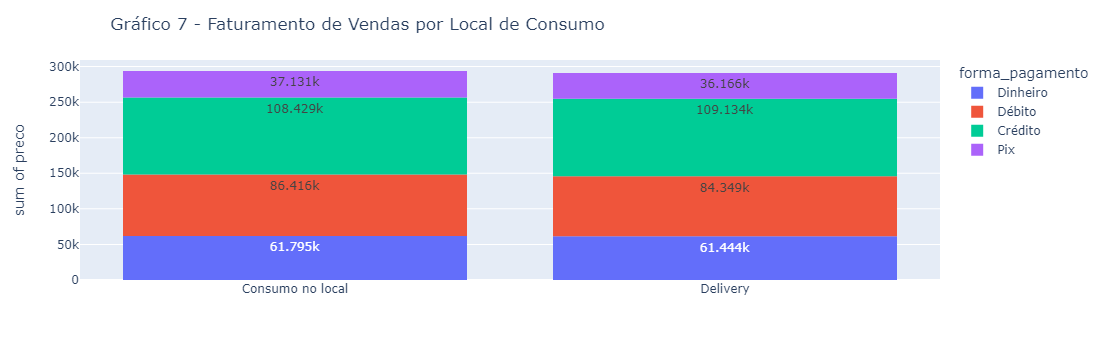 Gráfico 7 - Faturamento de Vendas por Local de Consumo
sum of preco
300k
250k
200k
150k
100k
50k
0
37.131k
108.429k
86.416k
61.795k
36.166k
109.134k
84.349k
61.444k
Consumo no local
Delivery
forma_pagamento
Dinheiro
Débito
Crédito
Pix